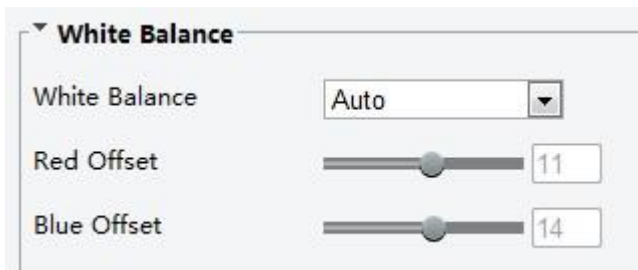 White Balance
White Balance Auto
Red Offset 11
Blue Offset 14